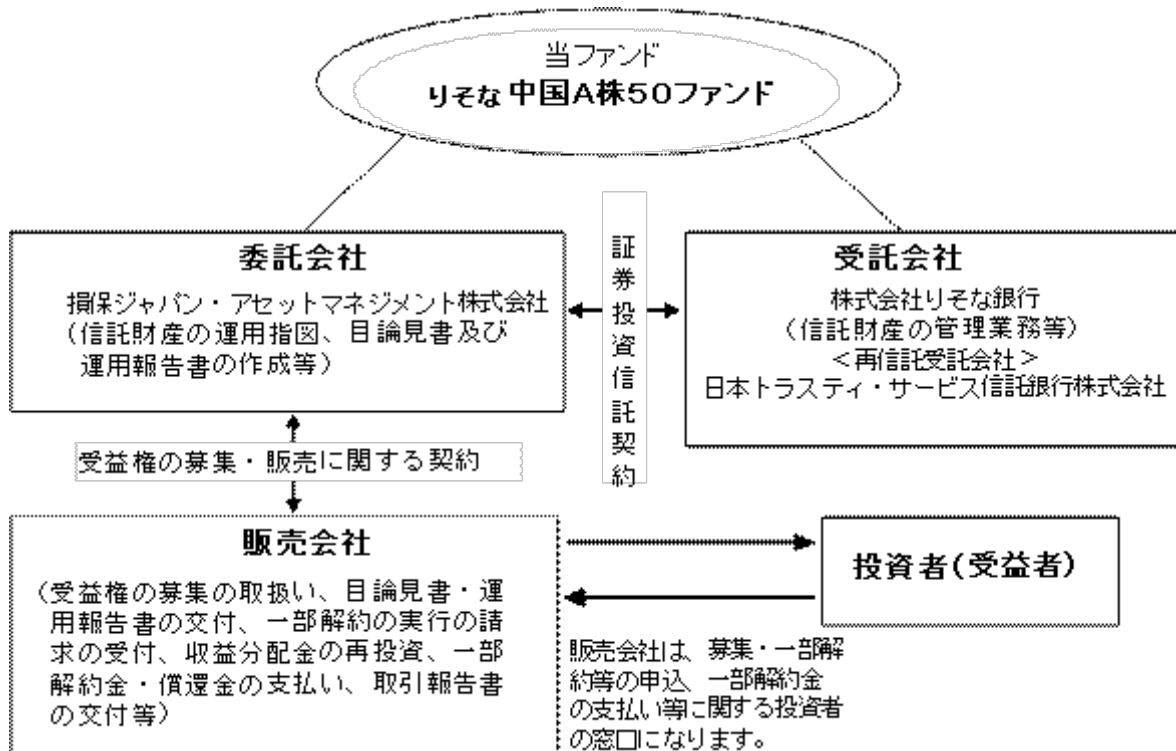 当ファンド
りそな 中国A株50ファンド
委託会社
損保ジャパン・アセットマネジメント株式会社
(信託財産の運用指図、目論見書及び
運用報告書の作成等)
証券投資信託契約
受託会社
株式会社りそな銀行
(信託財産の管理業務等)
<再信託受託会社>
日本トラスティ・サービス信託銀行株式会社
受益権の募集・販売に関する契約
販売会社
(受益権の募集の取扱い、目論見書・運
用報告書の交付、一部解約の実行の請
求の受付、収益分配金の再投資、一部
解約金・償還金の支払い、取引報告書
の交付等)
投資者(受益者)
販売会社は、募集・一部解
約等の申込、一部解約金
の支払い等に関する投資者
の窓口になります。